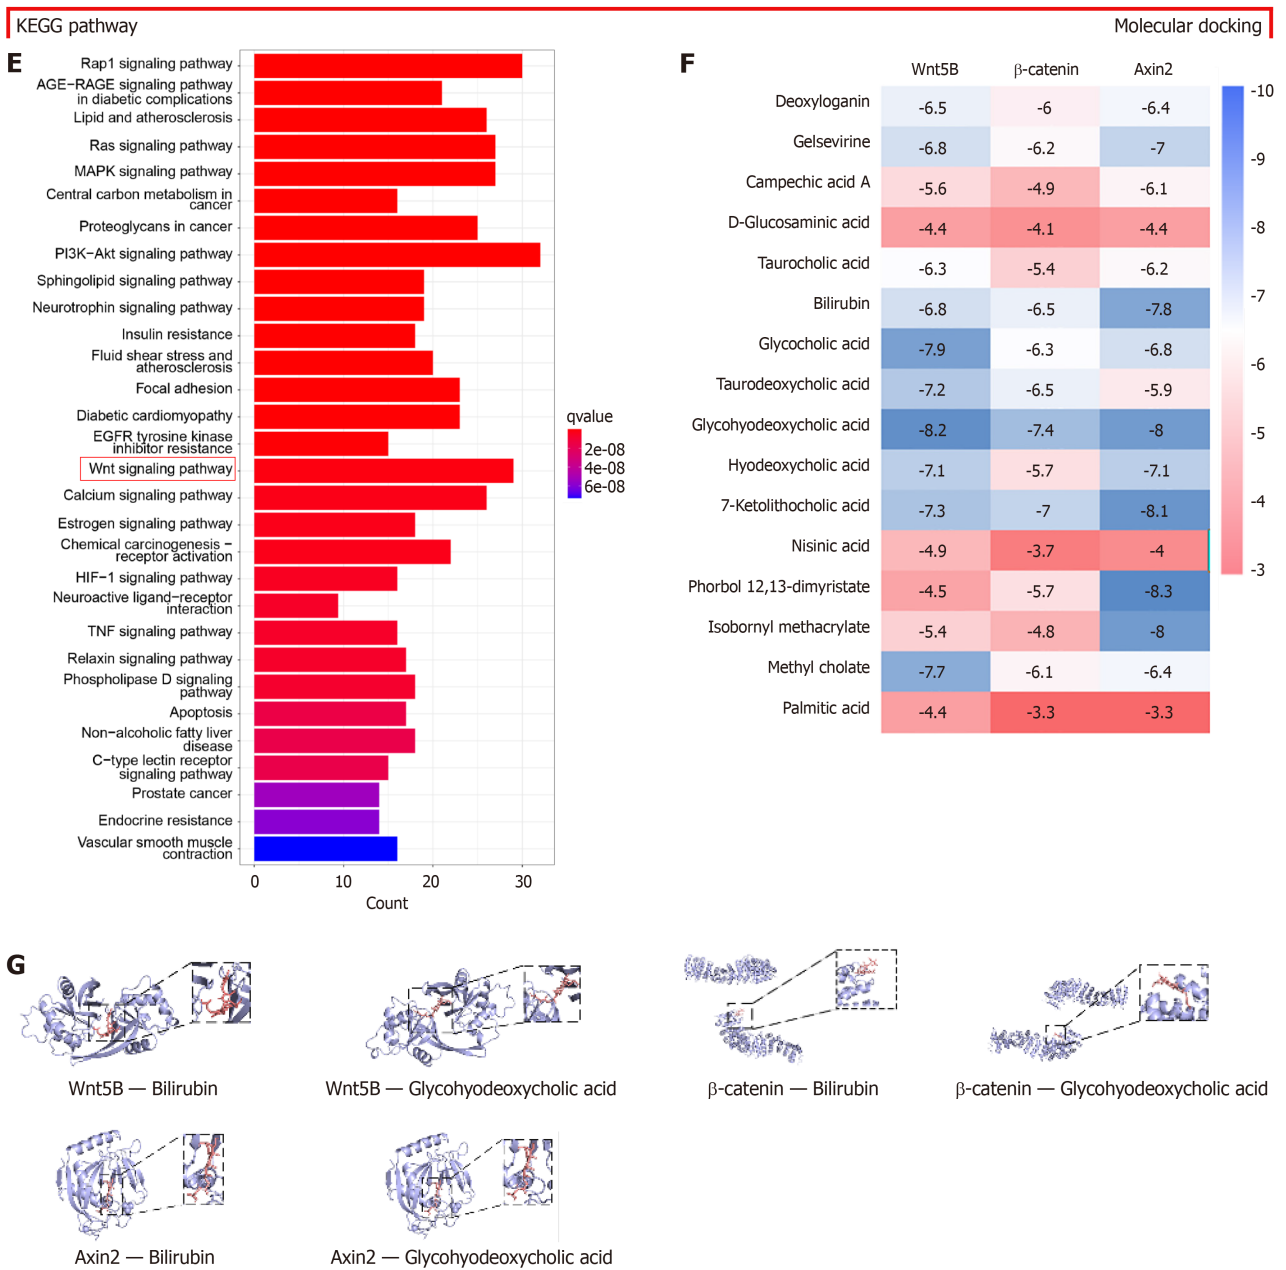 KEGG pathway
Molecular docking
E
Rap1 signaling pathway
AGE−RAGE signaling pathway
in diabetic complications
Lipid and atherosclerosis
Ras signaling pathway
MAPK signaling pathway
Central carbon metabolism in
cancer
Proteoglycans in cancer
PI3K−Akt signaling pathway
Sphingolipid signaling pathway
Neurotrophin signaling pathway
Insulin resistance
Fluid shear stress and
atherosclerosis
Focal adhesion
Diabetic cardiomyopathy
EGFR tyrosine kinase
inhibitor resistance
Wnt signaling pathway
Calcium signaling pathway
Estrogen signaling pathway
Chemical carcinogenesis −
receptor activation
HIF−1 signaling pathway
Neuroactive ligand−receptor
interaction
TNF signaling pathway
Relaxin signaling pathway
Phospholipase D signaling
pathway
Apoptosis
Non−alcoholic fatty liver
disease
C−type lectin receptor
signaling pathway
Prostate cancer
Endocrine resistance
Vascular smooth muscle
contraction
0 10 20 30
Count
qvalue
2e-08
4e-08
6e-08
F
Wnt5B β-catenin Axin2
Deoxyloganin -6.5 -6 -6.4
Gelsevirine -6.8 -6.2 -7
Campechic acid A -5.6 -4.9 -6.1
D-Glucosaminic acid -4.4 -4.1 -4.4
Taurocholic acid -6.3 -5.4 -6.2
Bilirubin -6.8 -6.5 -7.8
Glycocholic acid -7.9 -6.3 -6.8
Taurodeoxycholic acid -7.2 -6.5 -5.9
Glycohyodeoxycholic acid -8.2 -7.4 -8
Hyodeoxycholic acid -7.1 -5.7 -7.1
7-Ketolithocholic acid -7.3 -7 -8.1
Nisinic acid -4.9 -3.7 -4
Phorbol 12,13-dimyristate -4.5 -5.7 -8.3
Isobornyl methacrylate -5.4 -4.8 -8
Methyl cholate -7.7 -6.1 -6.4
Palmitic acid -4.4 -3.3 -3.3
-10
-9
-8
-7
-6
-5
-4
-3
G
Wnt5B — Bilirubin
Wnt5B — Glycohyodeoxycholic acid
β-catenin — Bilirubin
β-catenin — Glycohyodeoxycholic acid
Axin2 — Bilirubin
Axin2 — Glycohyodeoxycholic acid